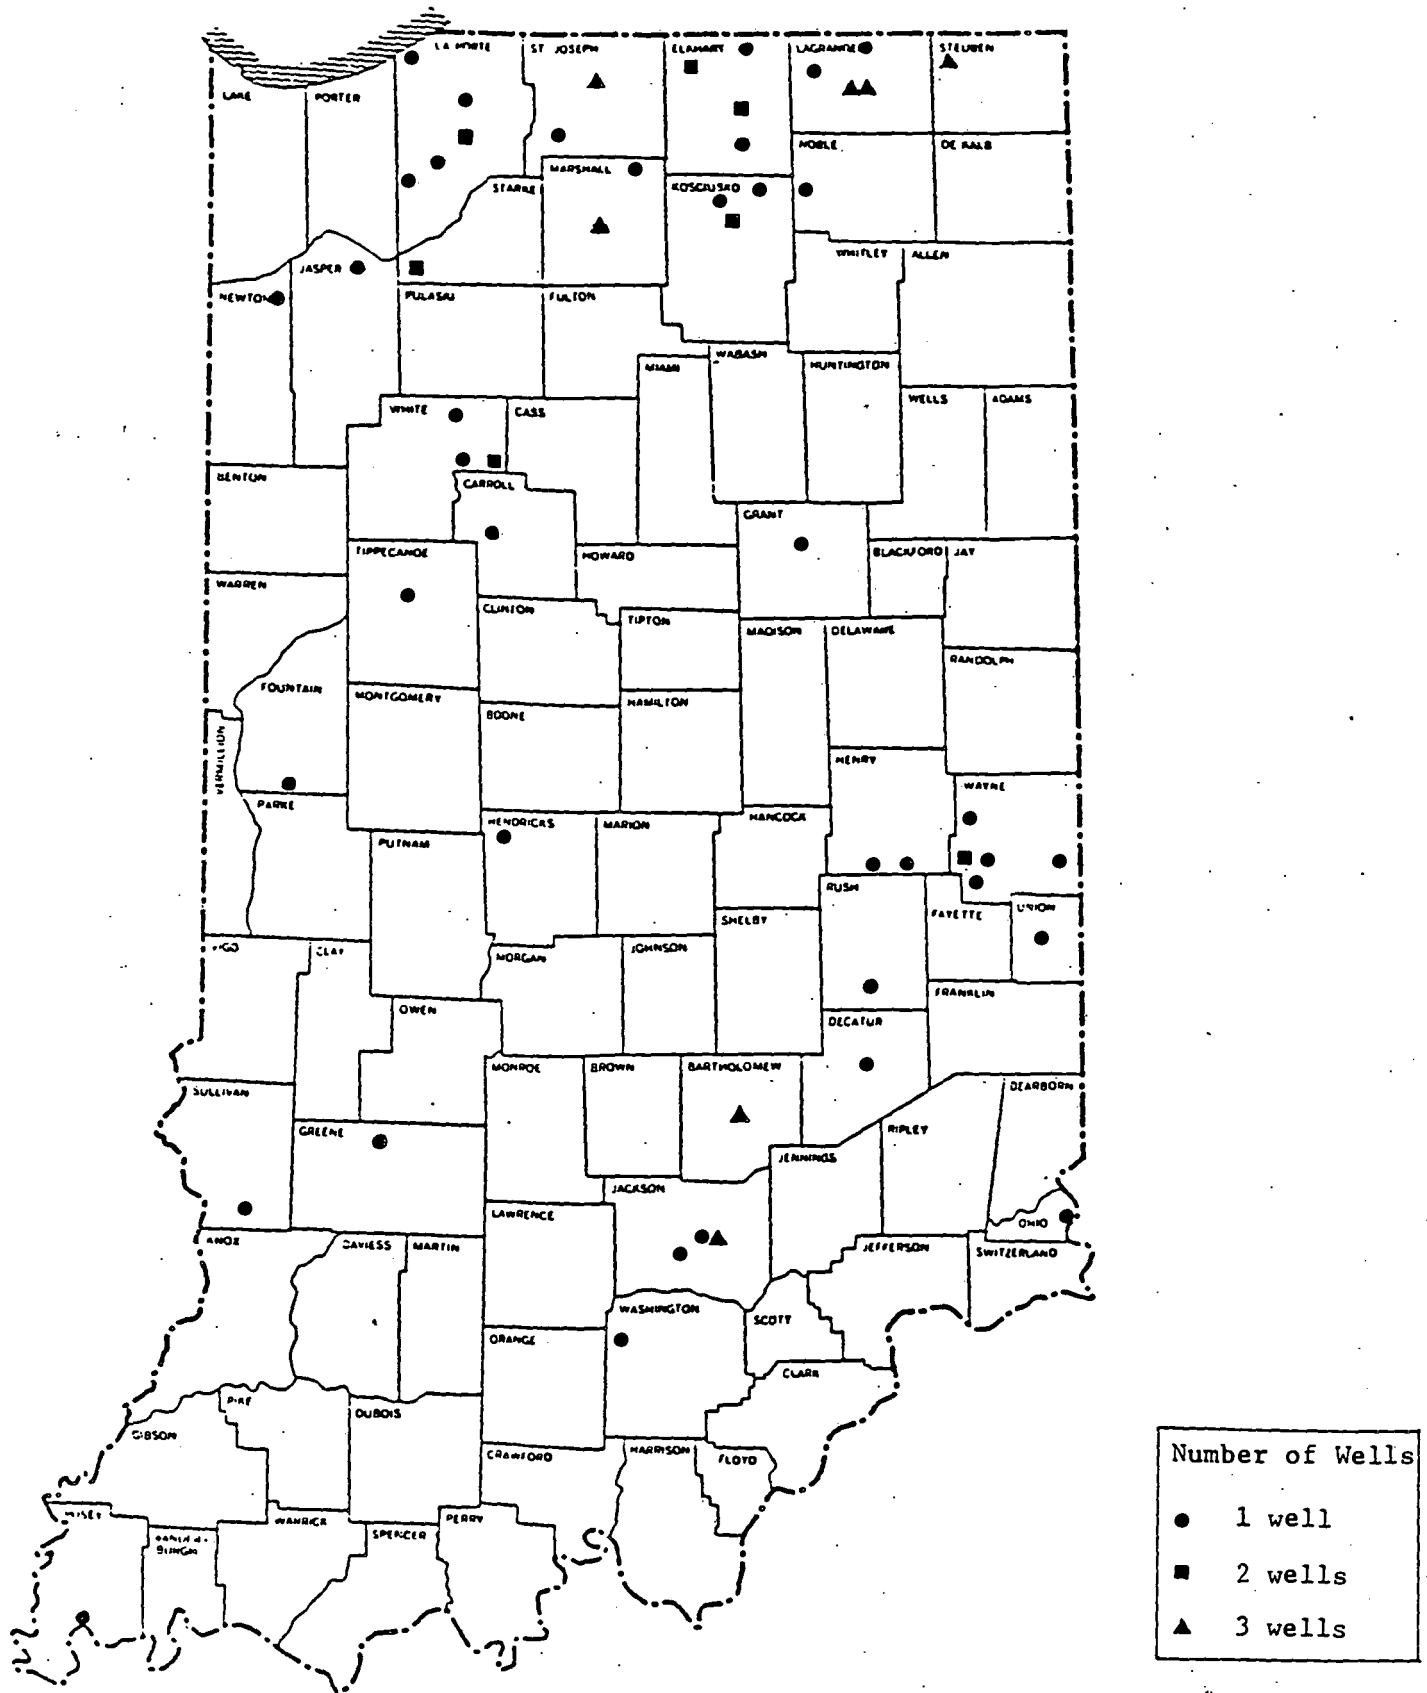 LA PORTE
ST JOSEPH
ELKHART
LAGRANGE
STEUBEN
LAKE
PORTER
NOBLE
DE KALB
MARSHALL
STARKE
KOSCIUSKO
WHITLEY
ALLEN
JASPER
NEWTON
PULASKI
FULTON
WABASH
MIAMI
HUNTINGTON
WHITE
CASS
WELLS
ADAMS
BENTON
CARROLL
GRANT
TIPPECANOE
HOWARD
BLACKFORD
JAY
WARREN
CLINTON
TIPTON
MADISON
DELAWARE
RANDOLPH
FOUNTAIN
MONTGOMERY
HAMILTON
BOONE
VERMILLION
HENRY
WAYNE
PARKE
HENDRICKS
MARION
HANCOCK
PUTNAM
RUSH
UNION
FAYETTE
SHELBY
VIGO
CLAY
MORGAN
JOHNSON
FRANKLIN
OWEN
DECATUR
MONROE
BROWN
BARTHOLOMEW
SULLIVAN
DEARBORN
GREENE
RIPLEY
JENNINGS
JACKSON
LAWRENCE
OHIO
KNOX
DAVIESS
MARTIN
JEFFERSON
SWITZERLAND
WASHINGTON
SCOTT
ORANGE
CLARK
PIKE
DUBOIS
GIBSON
CRAWFORD
HARRISON
FLOYD
POSEY
WARRICK
PERRY
SPENCER
VANDER-
BURGH
Number of Wells
1 well
2 wells
3 wells